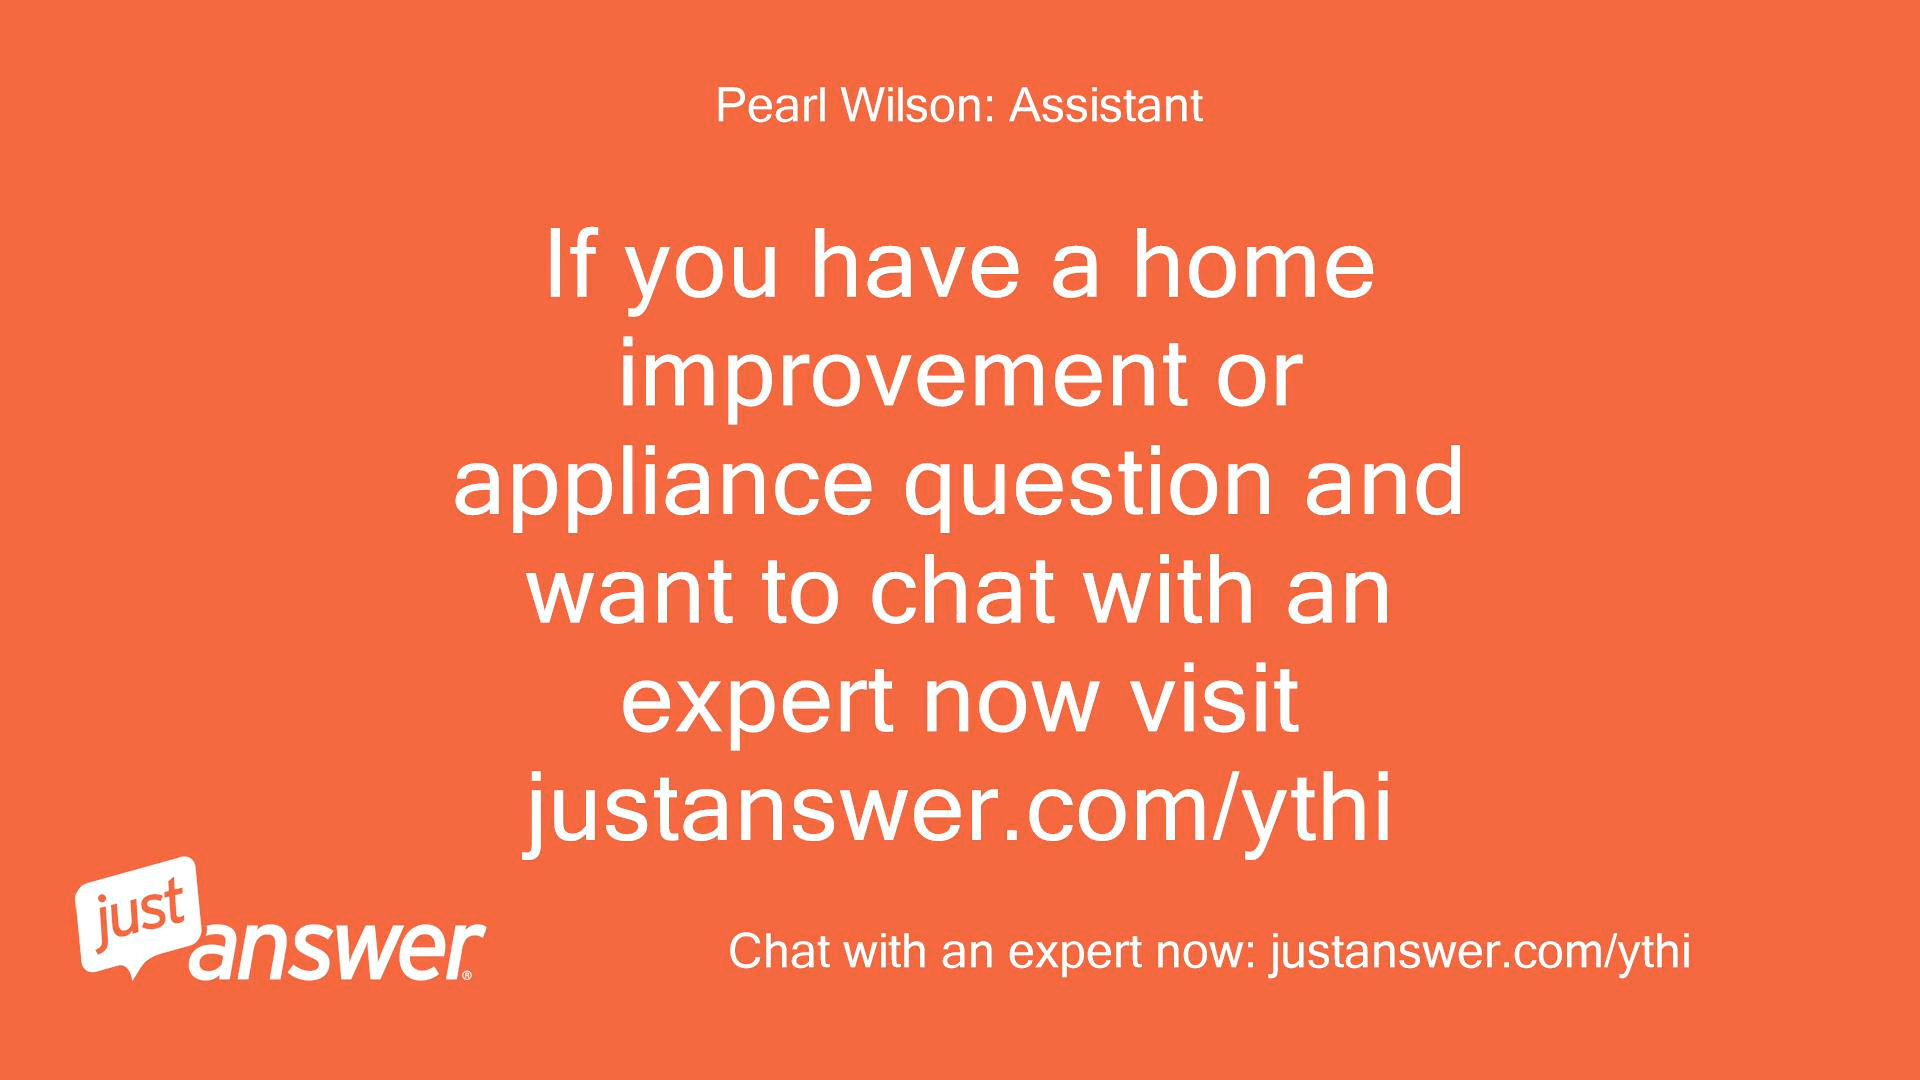 Pearl Wilson: Assistant
If you have a home
improvement or
appliance question and
want to chat with an
expert now visit
justanswer.com/ythi
just
answer®
Chat with an expert now: justanswer.com/ythi